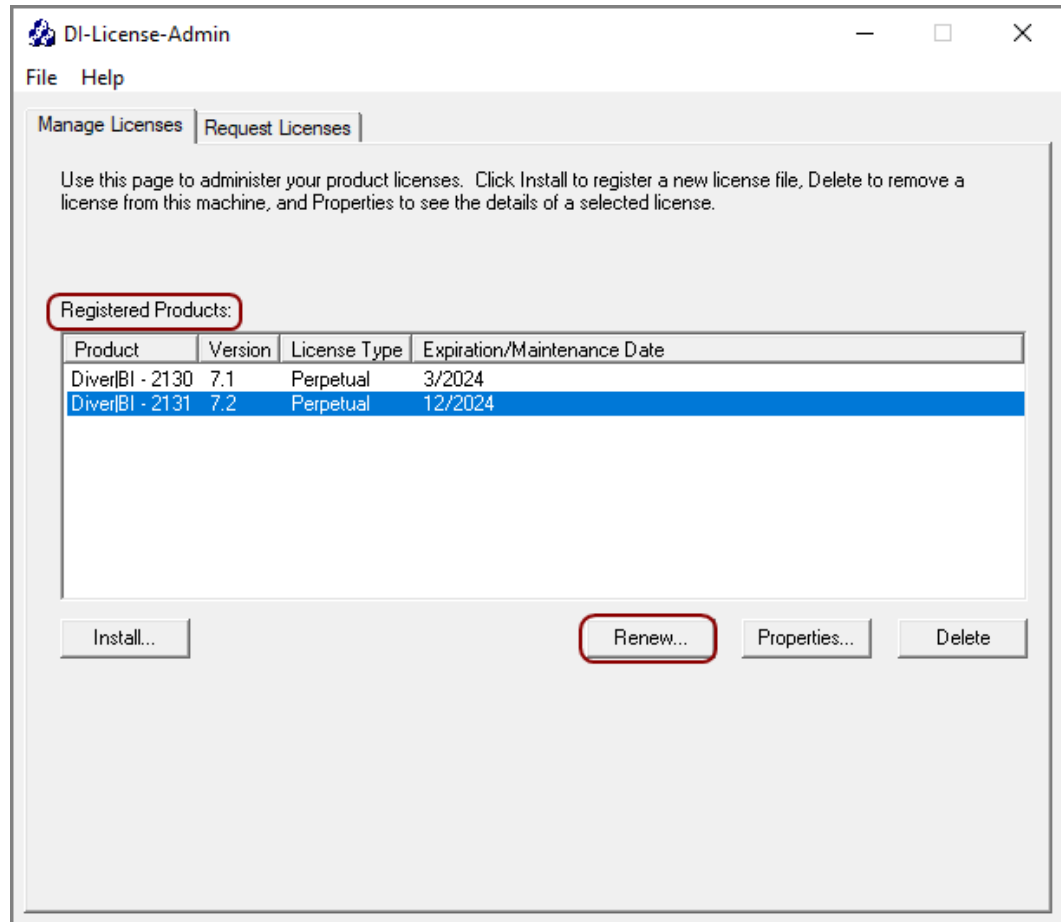 DI-License-Admin
File Help
Manage Licenses Request Licenses
Use this page to administer your product licenses.  Click Install to register a new license file, Delete to remove a
license from this machine, and Properties to see the details of a selected license.
Registered Products:
Product Version License Type Expiration/Maintenance Date
Diver|BI - 2130 7.1 Perpetual 3/2024
Diver|BI - 2131 7.2 Perpetual 12/2024
Install... Renew... Properties... Delete